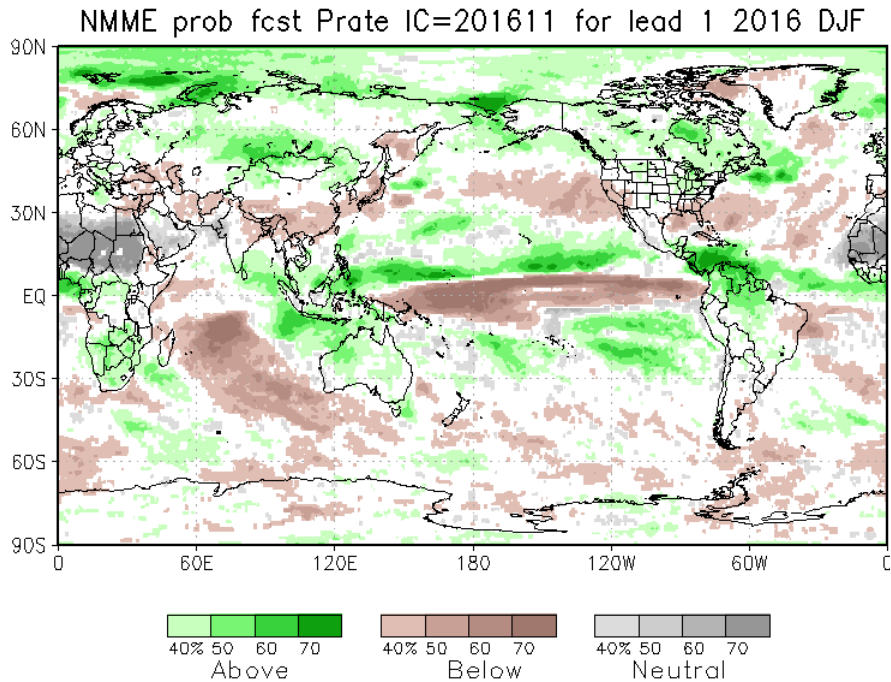 NMME prob fcst Prate IC=201611 for lead 1 2016 DJF
90N
60N
30N
EQ
30S
60S
90S
0 60E 120E 180 120W 60W 0
40% 50 60 70 40% 50 60 70 40% 50 60 70
Above Below Neutral